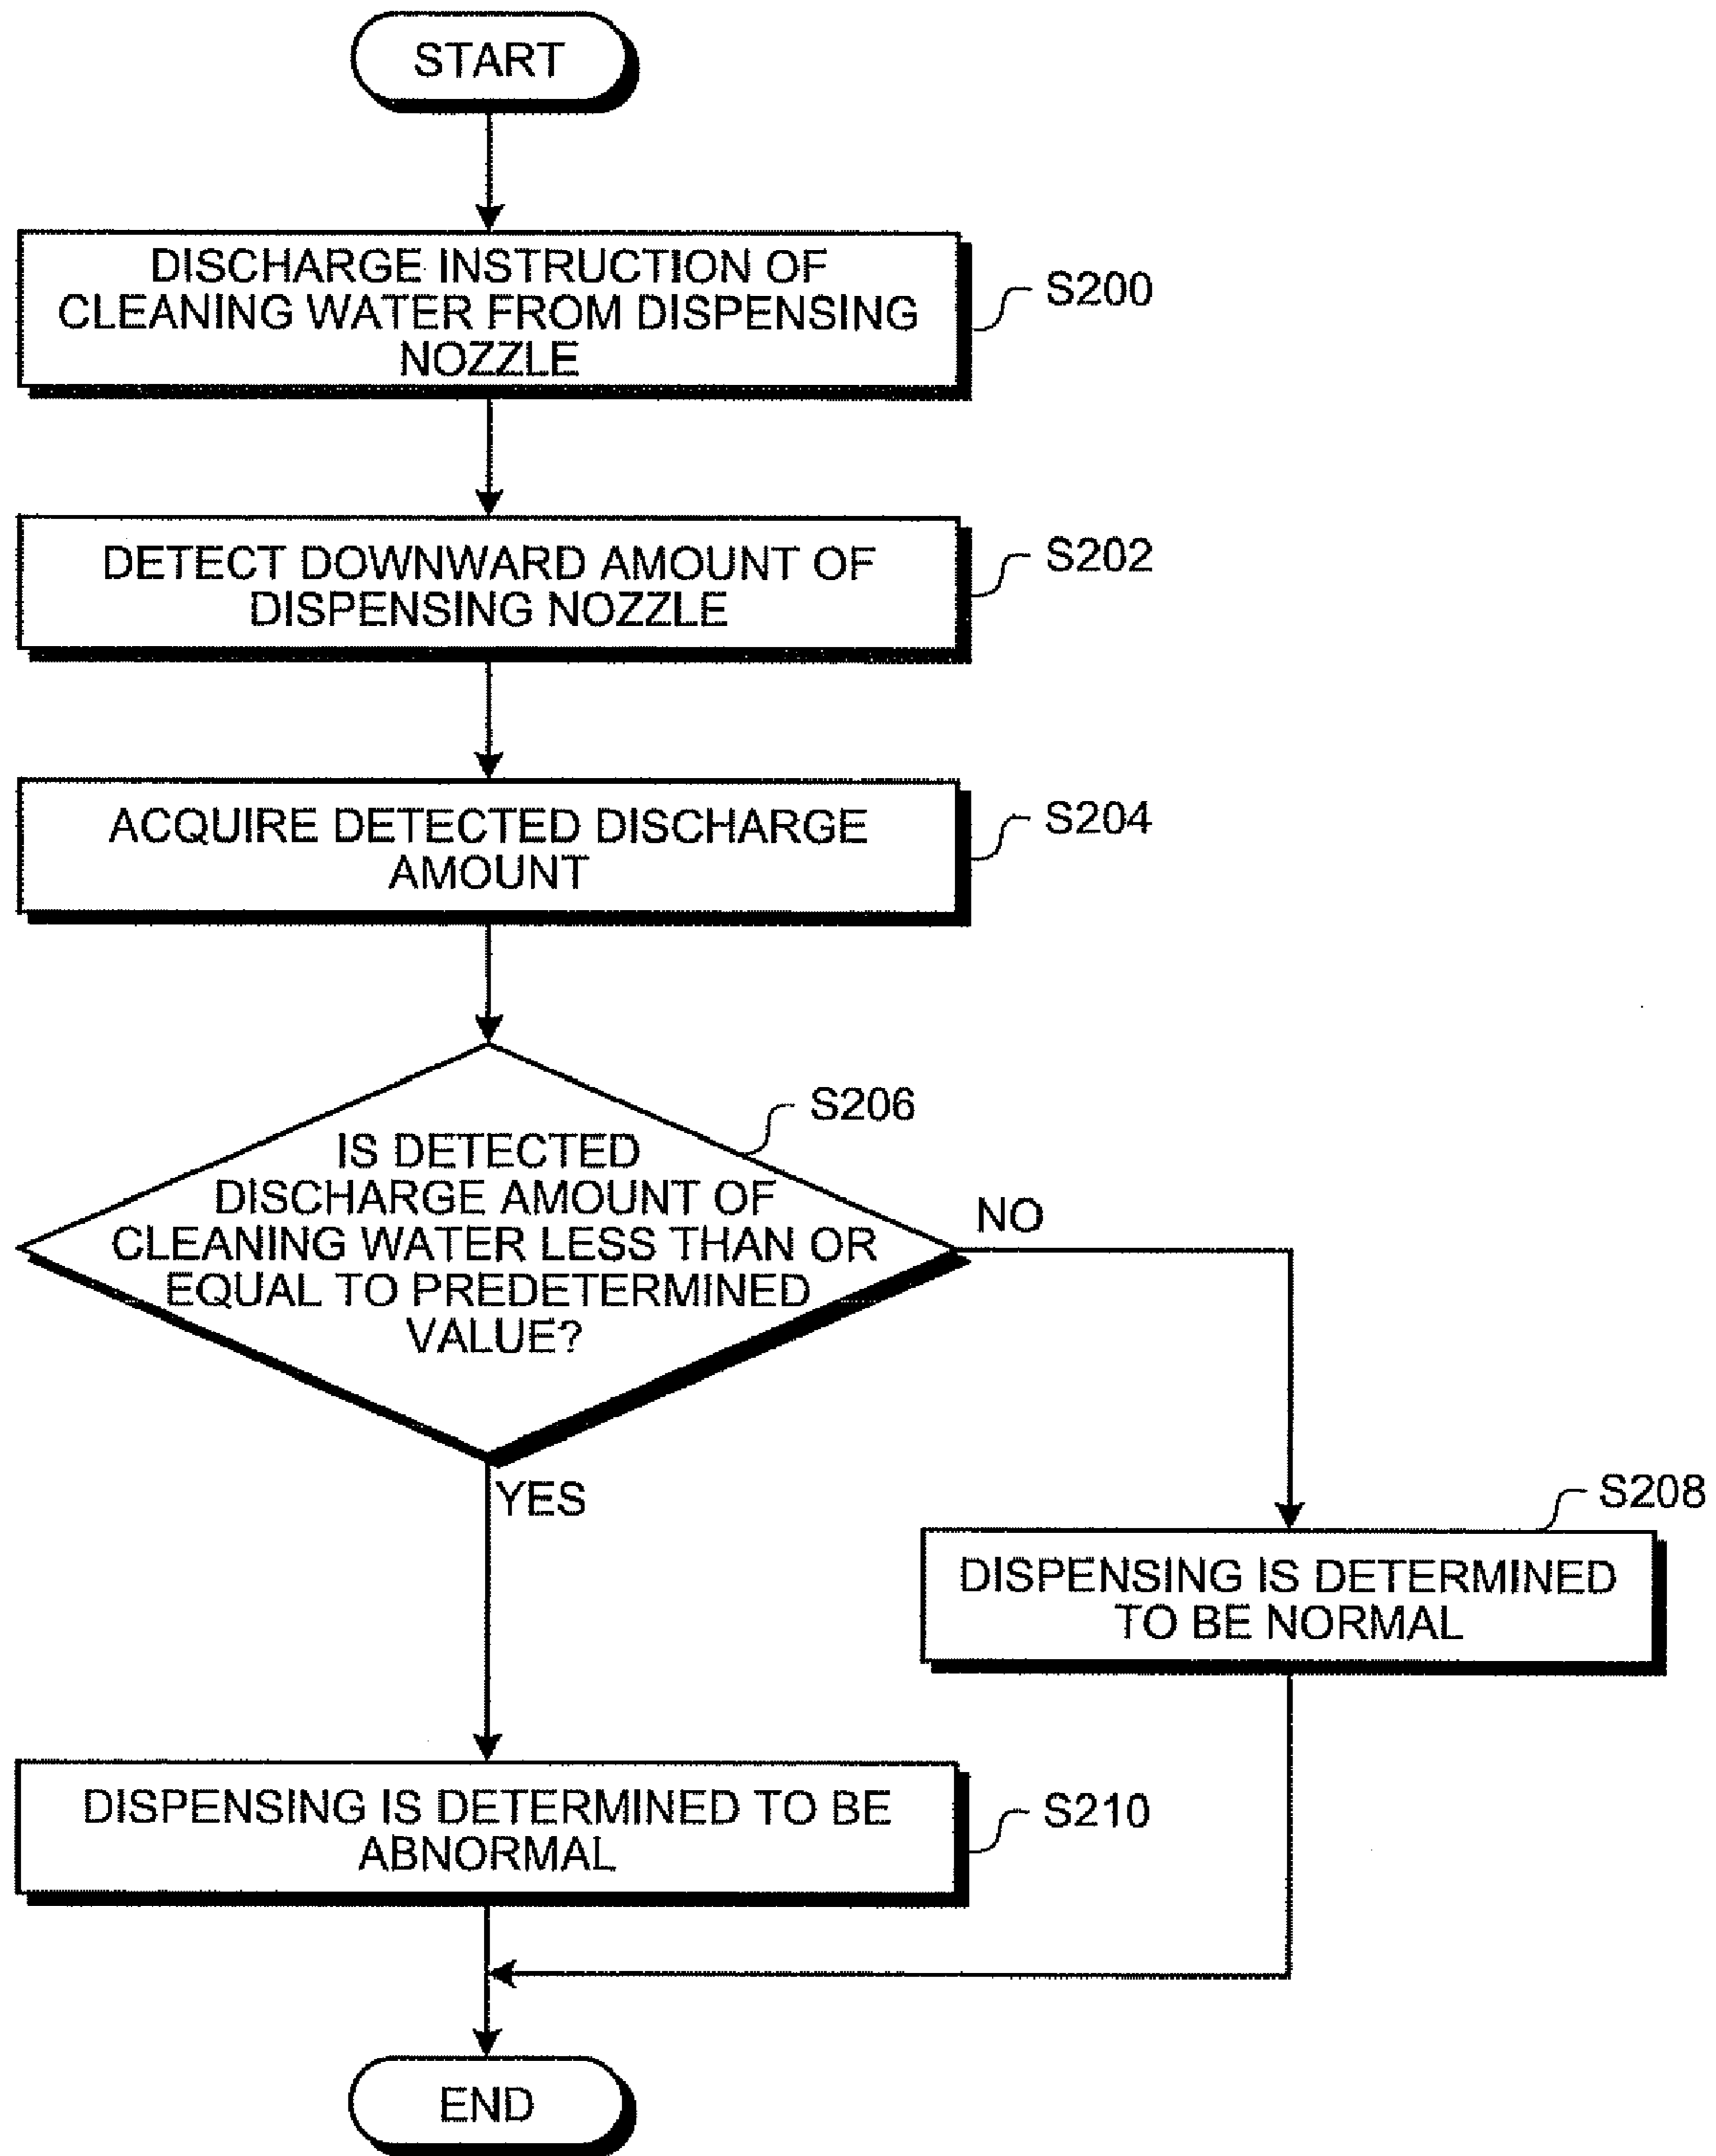 START
DISCHARGE INSTRUCTION OF
CLEANING WATER FROM DISPENSING
NOZZLE
S200
DETECT DOWNWARD AMOUNT OF
DISPENSING NOZZLE
S202
ACQUIRE DETECTED DISCHARGE
AMOUNT
S204
S206
IS DETECTED
DISCHARGE AMOUNT OF
CLEANING WATER LESS THAN OR
EQUAL TO PREDETERMINED
VALUE?
NO
YES
S208
DISPENSING IS DETERMINED
TO BE NORMAL
DISPENSING IS DETERMINED TO BE
ABNORMAL
S210
END